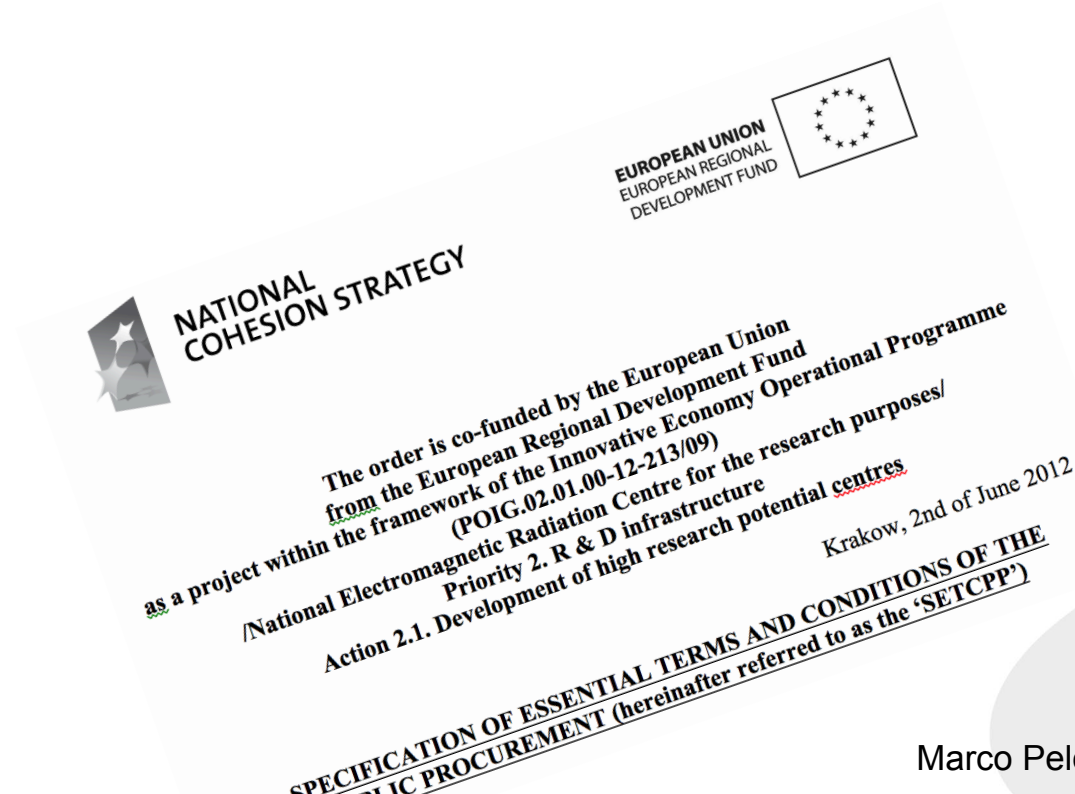 EUROPEAN UNION
EUROPEAN REGIONAL
DEVELOPMENT FUND
NATIONAL
COHESION STRATEGY
The order is co-funded by the European Union
from the European Regional Development Fund
as a project within the framework of the Innovative Economy Operational Programme
(POIG.02.01.00-12-213/09)
/National Electromagnetic Radiation Centre for the research purposes/
Priority 2. R & D infrastructure
Action 2.1. Development of high research potential centres
Krakow, 2nd of June 2012
SPECIFICATION OF ESSENTIAL TERMS AND CONDITIONS OF THE
PROCUREMENT (hereinafter referred to as the ‘SETCPP’)
Marco